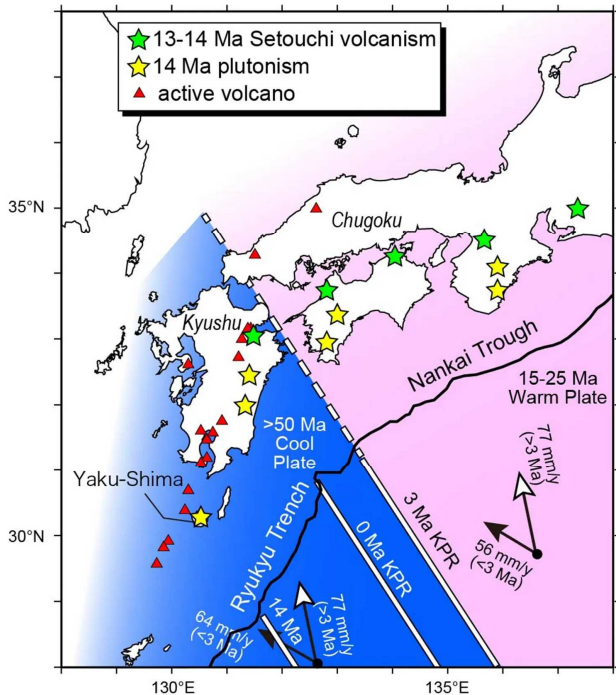 13-14 Ma Setouchi volcanism
14 Ma plutonism
active volcano
35°N
Chugoku
Kyushu
Nankai Trough
15-25 Ma
Warm Plate
>50 Ma
Cool
Plate
Yaku-Shima
77 mm/y
(>3 Ma)
56 mm/y
(<3 Ma)
30°N
Ryukyu Trench
0 Ma KPR
3 Ma KPR
14 Ma
77 mm/y
(>3 Ma)
64 mm/y
(<3 Ma)
130°E
135°E